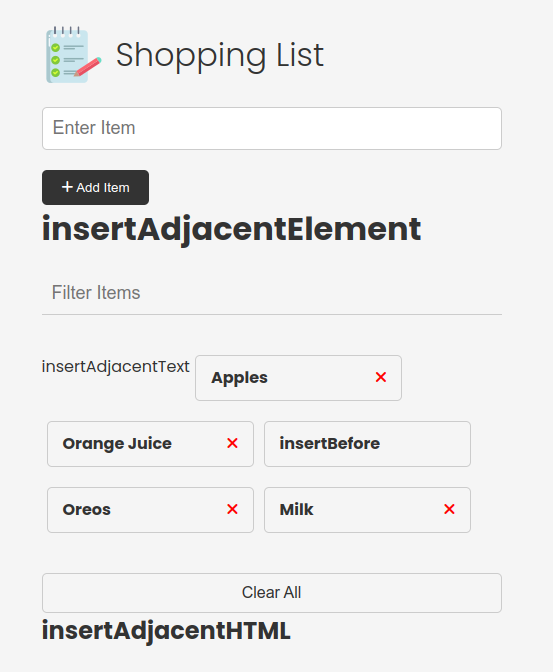 Shopping List
Enter Item
+ Add Item
insertAdjacentElement
Filter Items
insertAdjacentText Apples ×
Orange Juice × insertBefore
Oreos × Milk ×
Clear All
insertAdjacentHTML